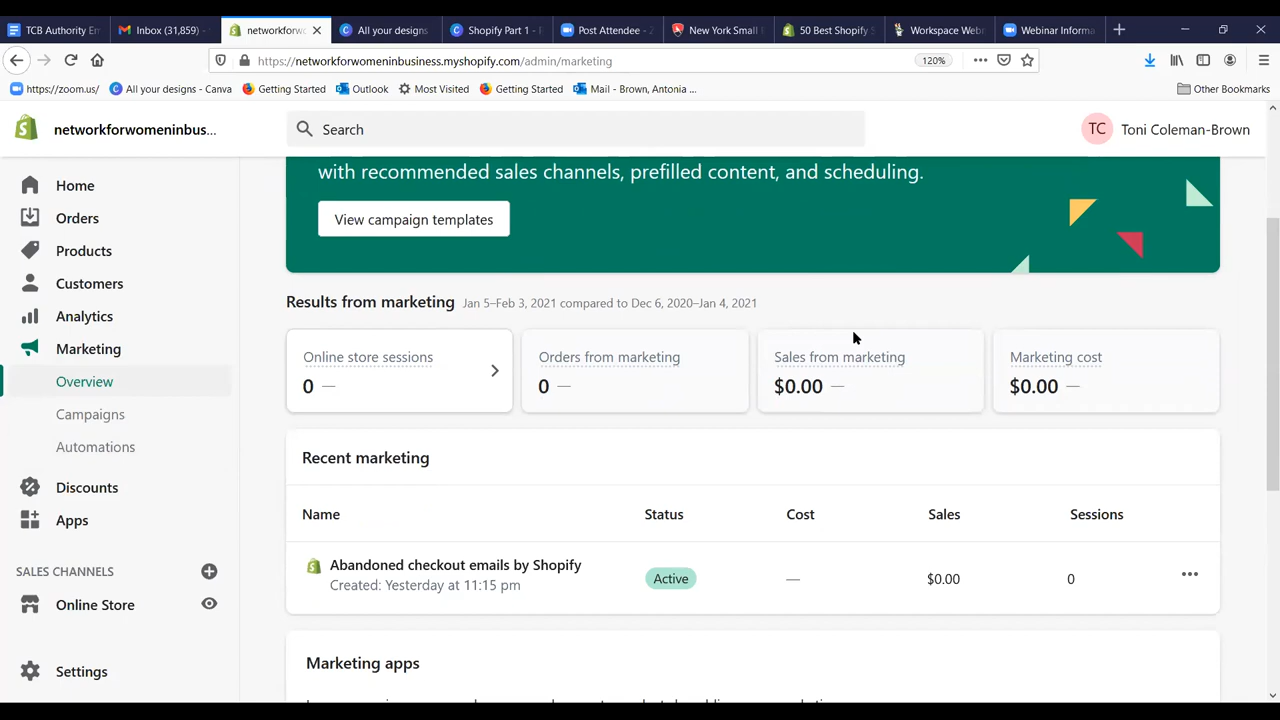 TCB Authority En
Inbox (31,859)
networkforwo
All your designs
Shopify Part 1 -
Post Attendee - Z
New York Small
50 Best Shopify S
Workspace Web
Webinar Informa
https://networkforwomeninbusiness.myshopify.com/admin/marketing
120%
https://zoom.us/
All your designs - Canva
Getting Started
Outlook
Most Visited
Getting Started
Mail - Brown, Antonia ...
Other Bookmarks
networkforwomeninbus...
Search
TC
Toni Coleman-Brown
Home
Orders
Products
Customers
Analytics
Marketing
Overview
Campaigns
Automations
Discounts
Apps
SALES CHANNELS
Online Store
Settings
with recommended sales channels, prefilled content, and scheduling.
View campaign templates
Results from marketing Jan 5–Feb 3, 2021 compared to Dec 6, 2020–Jan 4, 2021
Online store sessions
0 —
Orders from marketing
0 —
Sales from marketing
$0.00 —
Marketing cost
$0.00 —
Recent marketing
Name Status Cost Sales Sessions
Abandoned checkout emails by Shopify
Created: Yesterday at 11:15 pm
Active — $0.00 0
Marketing apps